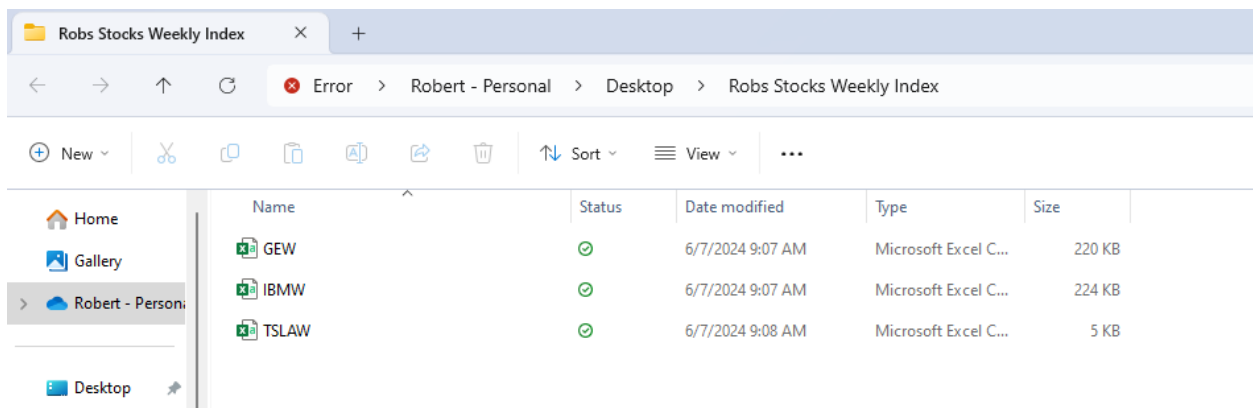 Robs Stocks Weekly Index
Error > Robert - Personal > Desktop > Robs Stocks Weekly Index
New Sort View ...
Name Status Date modified Type Size
Home
GEW 6/7/2024 9:07 AM Microsoft Excel C... 220 KB
Gallery
IBMW 6/7/2024 9:07 AM Microsoft Excel C... 224 KB
Robert - Persona
TSLAW 6/7/2024 9:08 AM Microsoft Excel C... 5 KB
Desktop